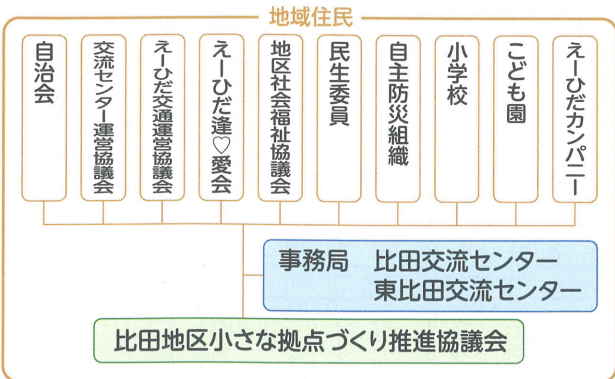 地域住民
自治会
交流センター運営協議会
えーひだ交通運営協議会
えーひだ逢♡愛会
地区社会福祉協議会
民生委員
自主防災組織
小学校
こども園
えーひだカンパニー
事務局 比田交流センター
東比田交流センター
比田地区小さな拠点づくり推進協議会